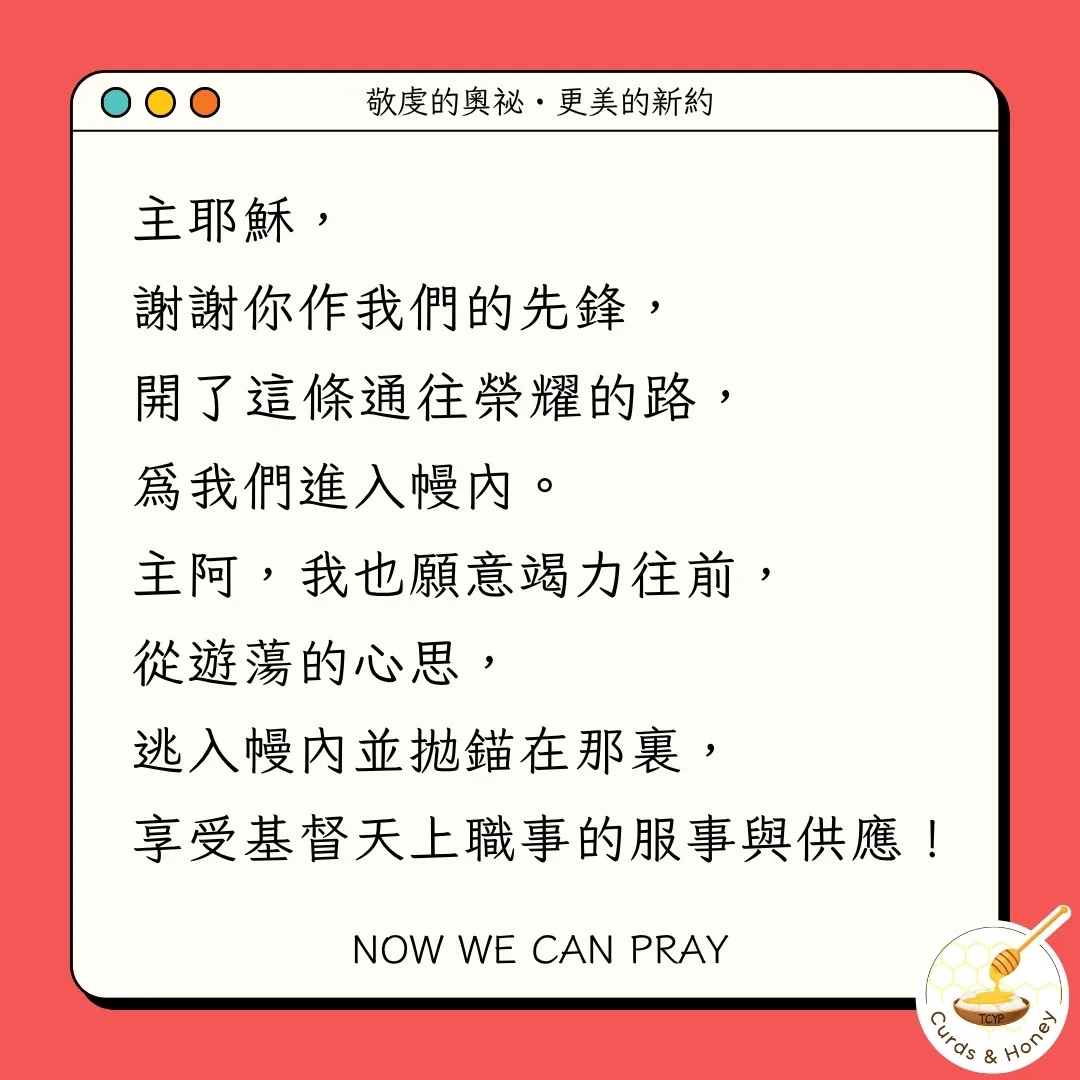 敬虔的奧祕・更美的新約
主耶穌，
謝謝你作我們的先鋒，
開了這條通往榮耀的路，
爲我們進入幔內。
主阿，我也願意竭力往前，
從遊蕩的心思，
逃入幔內並拋錨在那裏，
享受基督天上職事的服事與供應！
NOW WE CAN PRAY
TCYP
Curds & Honey